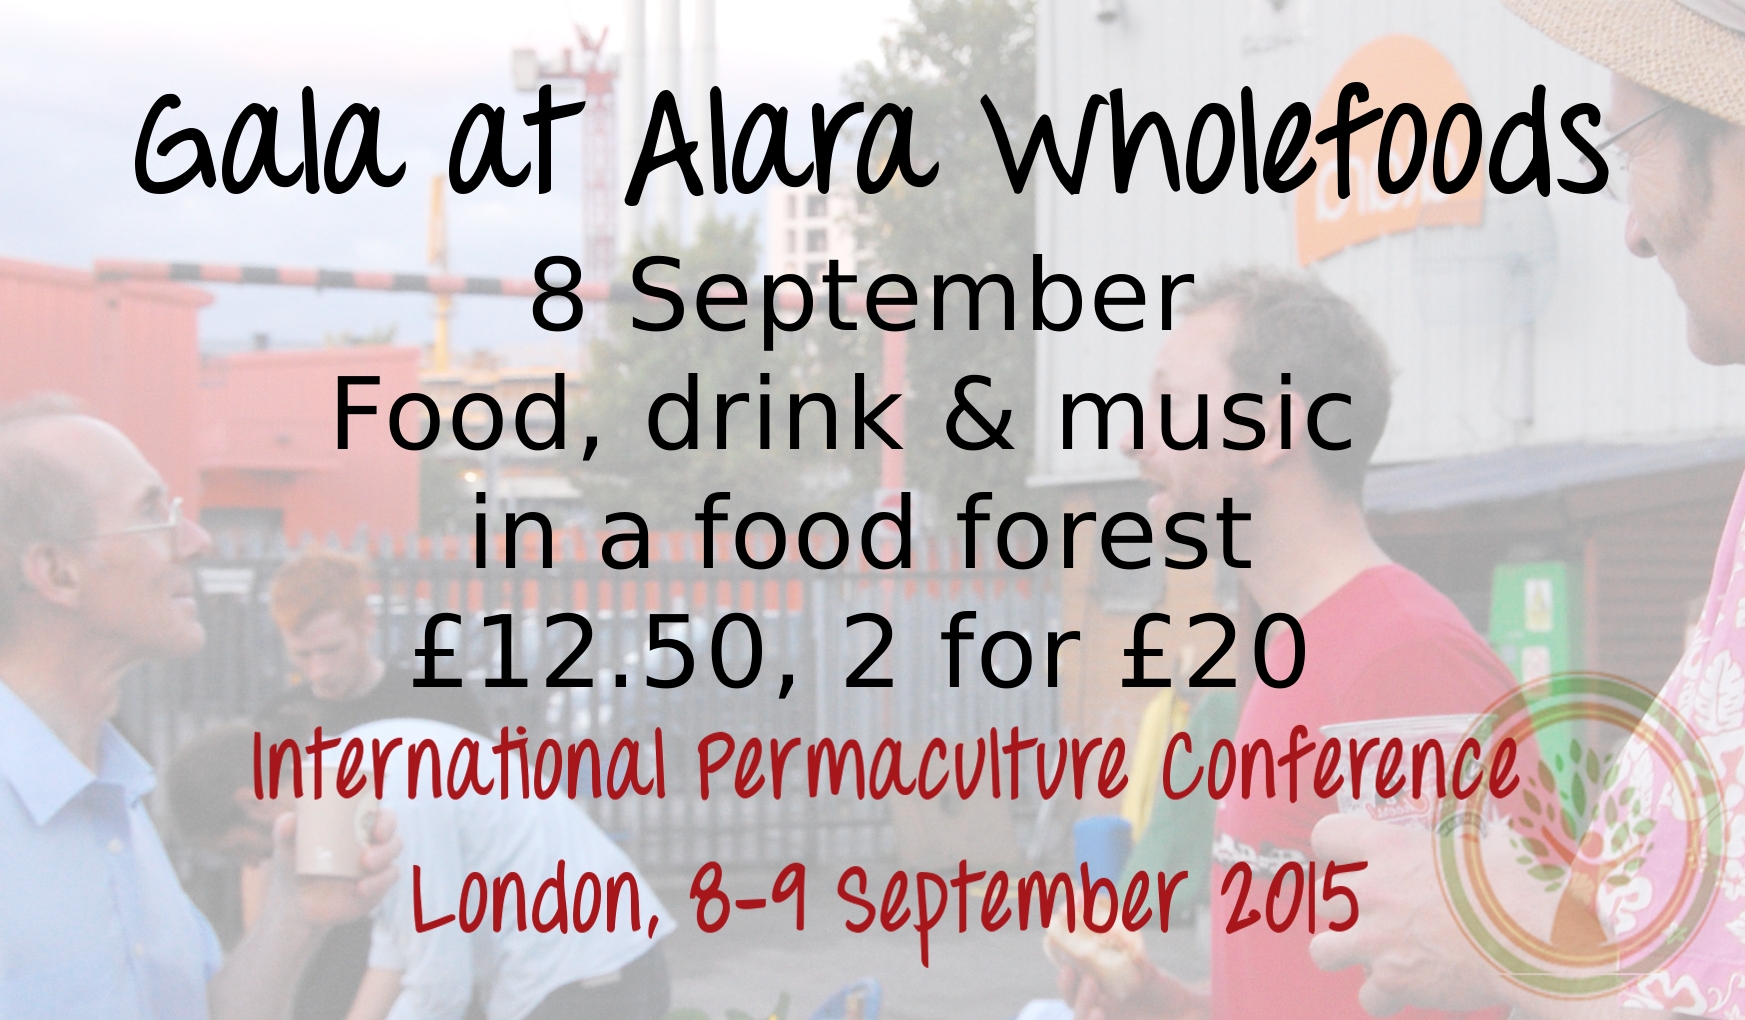 Gala at Alara Wholefoods
8 September
Food, drink & music
in a food forest
£12.50, 2 for £20
International Permaculture Conference
London, 8-9 September 2015